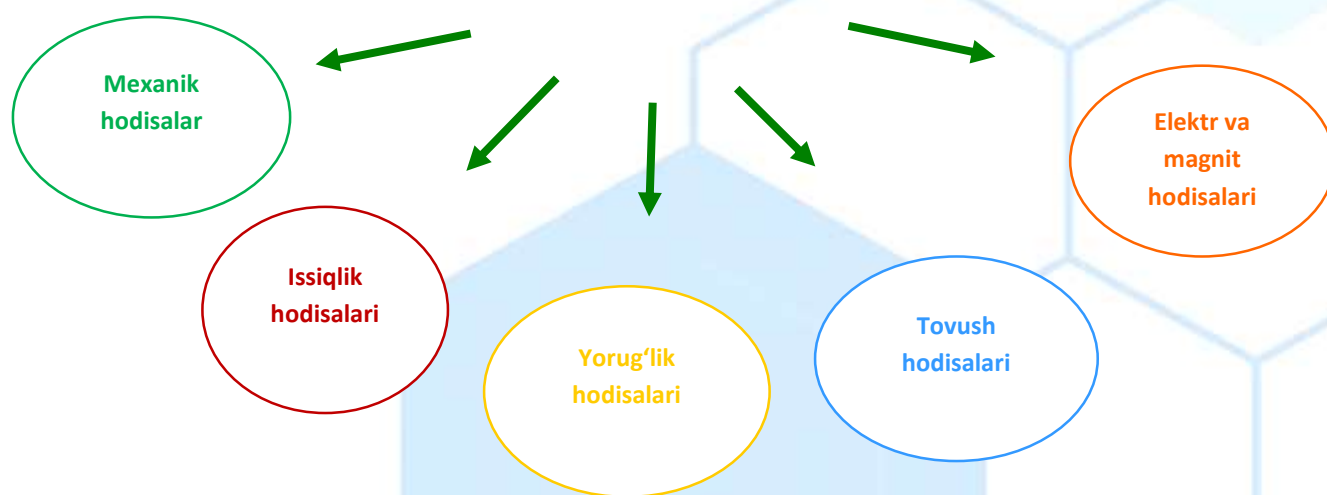 Mexanik
hodisalar
Issiqlik
hodisalari
Yorug‘lik
hodisalari
Tovush
hodisalari
Elektr va
magnit
hodisalari